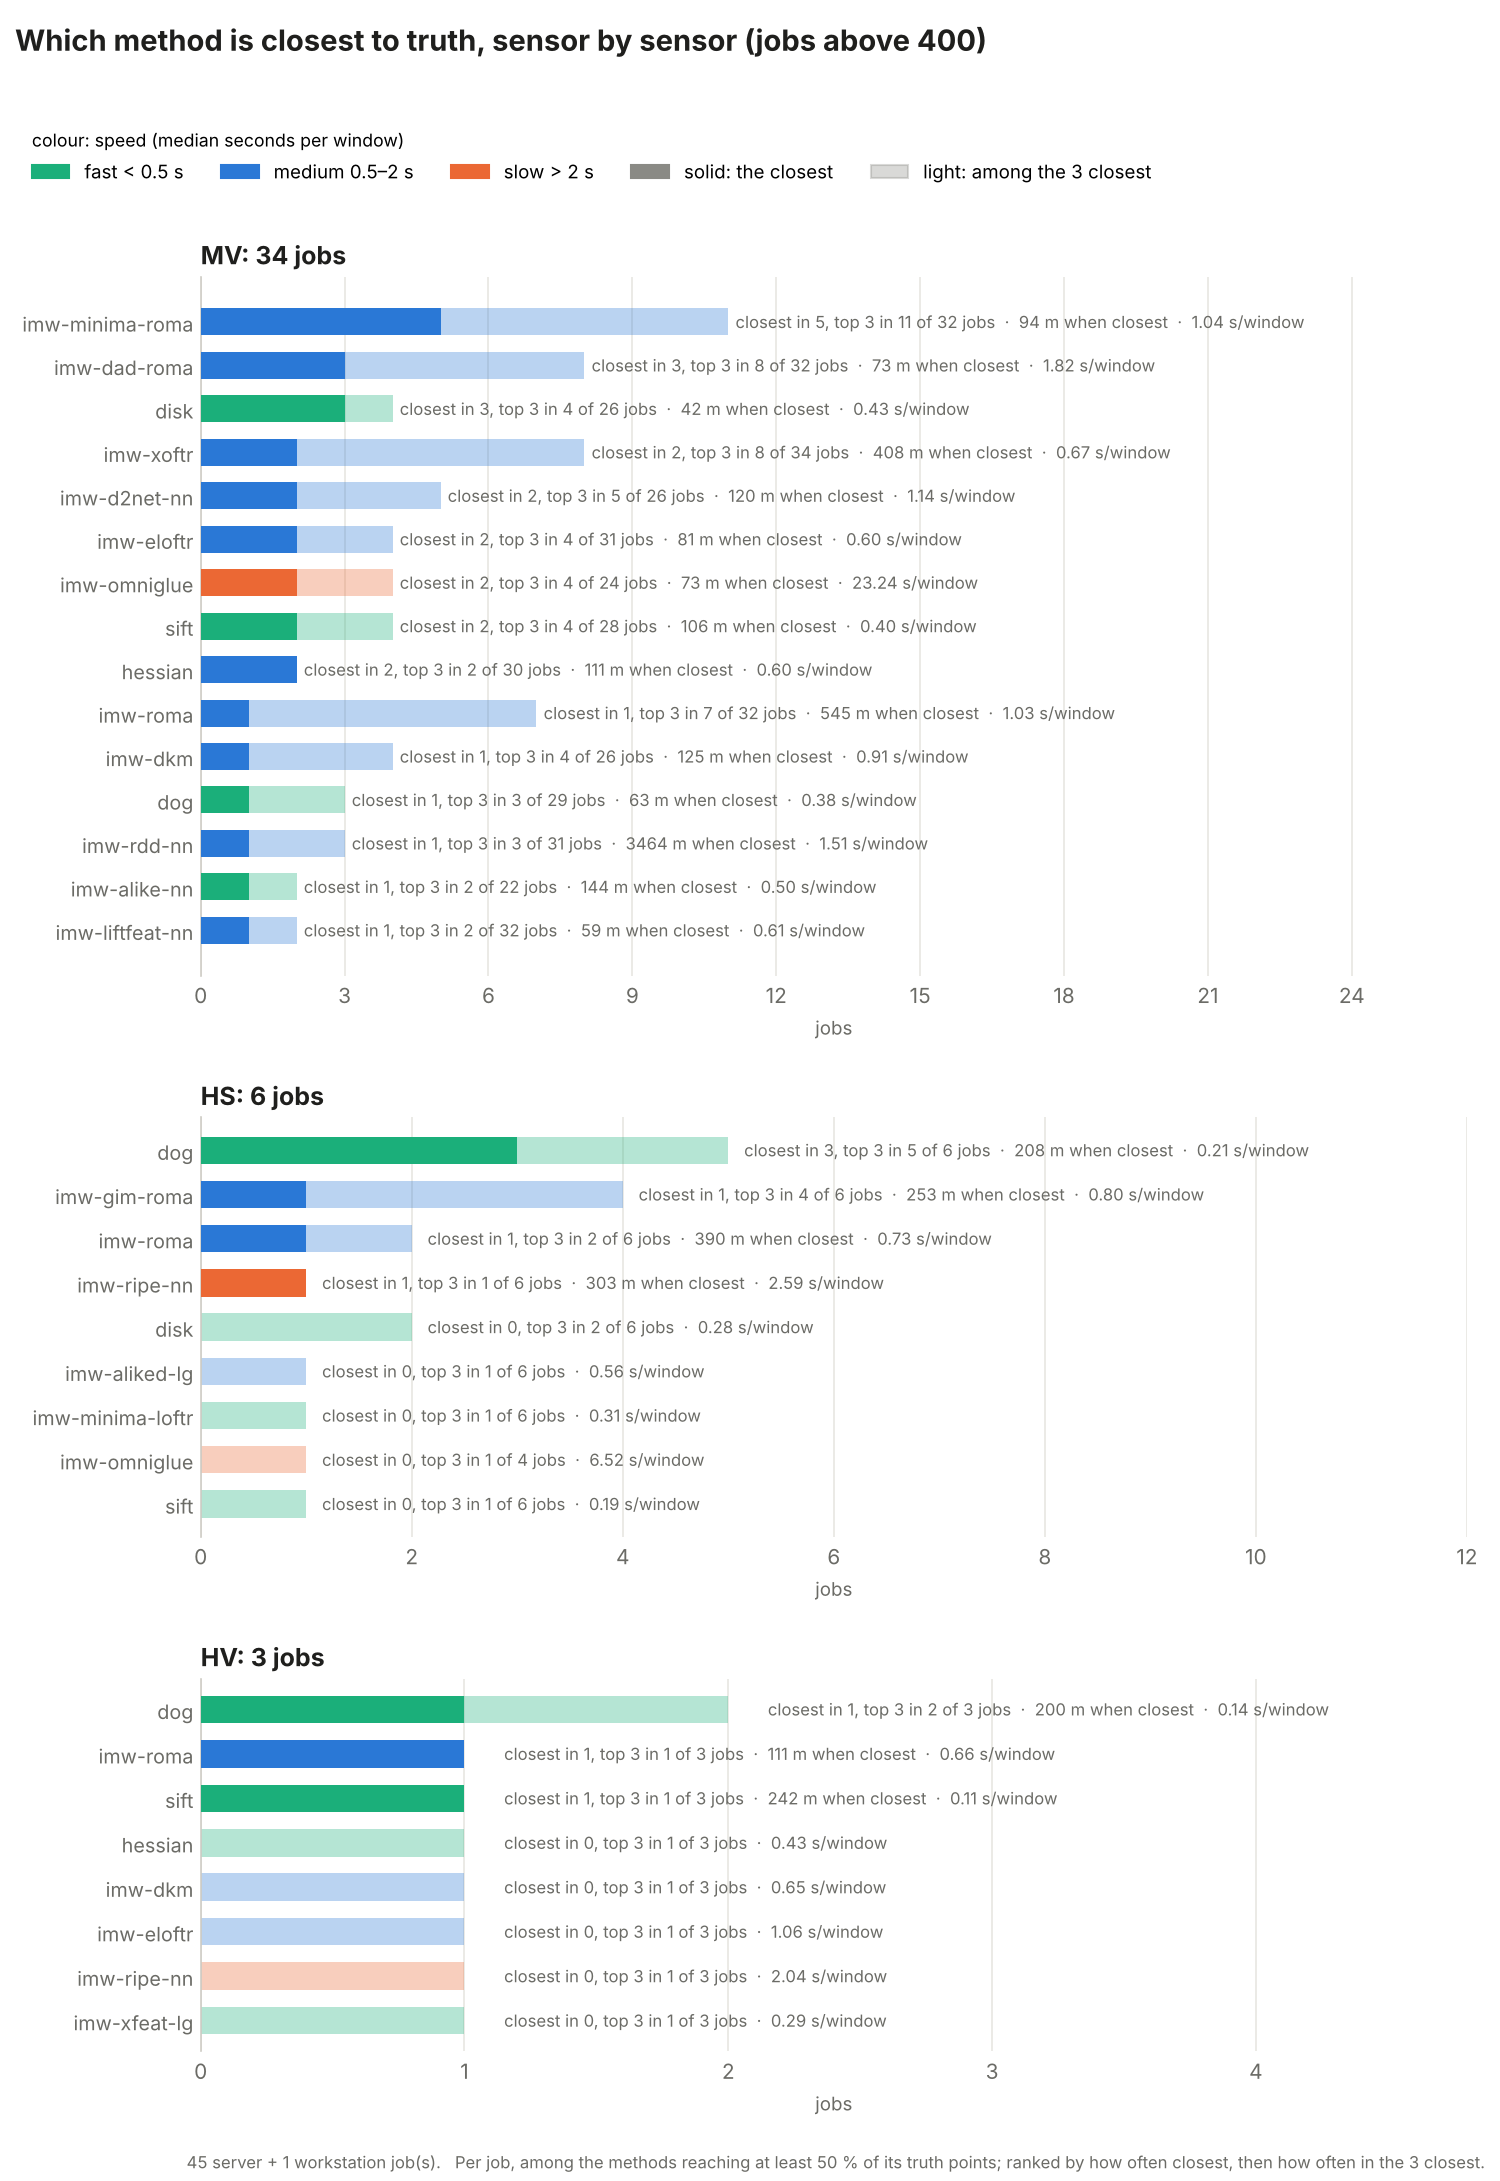 Which method is closest to truth, sensor by sensor (jobs above 400)
colour: speed (median seconds per window)
fast < 0.5 s
medium 0.5–2 s
slow > 2 s
solid: the closest
light: among the 3 closest
MV: 34 jobs
imw-minima-roma closest in 5, top 3 in 11 of 32 jobs · 94 m when closest · 1.04 s/window
imw-dad-roma closest in 3, top 3 in 8 of 32 jobs · 73 m when closest · 1.82 s/window
disk closest in 3, top 3 in 4 of 26 jobs · 42 m when closest · 0.43 s/window
imw-xoftr closest in 2, top 3 in 8 of 34 jobs · 408 m when closest · 0.67 s/window
imw-d2net-nn closest in 2, top 3 in 5 of 26 jobs · 120 m when closest · 1.14 s/window
imw-eloftr closest in 2, top 3 in 4 of 31 jobs · 81 m when closest · 0.60 s/window
imw-omniglue closest in 2, top 3 in 4 of 24 jobs · 73 m when closest · 23.24 s/window
sift closest in 2, top 3 in 4 of 28 jobs · 106 m when closest · 0.40 s/window
hessian closest in 2, top 3 in 2 of 30 jobs · 111 m when closest · 0.60 s/window
imw-roma closest in 1, top 3 in 7 of 32 jobs · 545 m when closest · 1.03 s/window
imw-dkm closest in 1, top 3 in 4 of 26 jobs · 125 m when closest · 0.91 s/window
dog closest in 1, top 3 in 3 of 29 jobs · 63 m when closest · 0.38 s/window
imw-rdd-nn closest in 1, top 3 in 3 of 31 jobs · 3464 m when closest · 1.51 s/window
imw-alike-nn closest in 1, top 3 in 2 of 22 jobs · 144 m when closest · 0.50 s/window
imw-liftfeat-nn closest in 1, top 3 in 2 of 32 jobs · 59 m when closest · 0.61 s/window
0 3 6 9 12 15 18 21 24
jobs
HS: 6 jobs
dog closest in 3, top 3 in 5 of 6 jobs · 208 m when closest · 0.21 s/window
imw-gim-roma closest in 1, top 3 in 4 of 6 jobs · 253 m when closest · 0.80 s/window
imw-roma closest in 1, top 3 in 2 of 6 jobs · 390 m when closest · 0.73 s/window
imw-ripe-nn closest in 1, top 3 in 1 of 6 jobs · 303 m when closest · 2.59 s/window
disk closest in 0, top 3 in 2 of 6 jobs · 0.28 s/window
imw-aliked-lg closest in 0, top 3 in 1 of 6 jobs · 0.56 s/window
imw-minima-loftr closest in 0, top 3 in 1 of 6 jobs · 0.31 s/window
imw-omniglue closest in 0, top 3 in 1 of 4 jobs · 6.52 s/window
sift closest in 0, top 3 in 1 of 6 jobs · 0.19 s/window
0 2 4 6 8 10 12
jobs
HV: 3 jobs
dog closest in 1, top 3 in 2 of 3 jobs · 200 m when closest · 0.14 s/window
imw-roma closest in 1, top 3 in 1 of 3 jobs · 111 m when closest · 0.66 s/window
sift closest in 1, top 3 in 1 of 3 jobs · 242 m when closest · 0.11 s/window
hessian closest in 0, top 3 in 1 of 3 jobs · 0.43 s/window
imw-dkm closest in 0, top 3 in 1 of 3 jobs · 0.65 s/window
imw-eloftr closest in 0, top 3 in 1 of 3 jobs · 1.06 s/window
imw-ripe-nn closest in 0, top 3 in 1 of 3 jobs · 2.04 s/window
imw-xfeat-lg closest in 0, top 3 in 1 of 3 jobs · 0.29 s/window
0 1 2 3 4
jobs
45 server + 1 workstation job(s). Per job, among the methods reaching at least 50 % of its truth points; ranked by how often closest, then how often in the 3 closest.